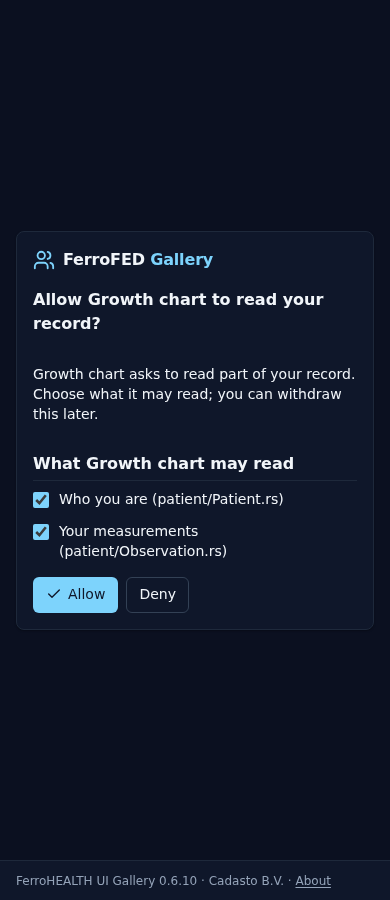 FerroFED Gallery
Allow Growth chart to read your
record?
Growth chart asks to read part of your record.
Choose what it may read; you can withdraw
this later.
What Growth chart may read
Who you are (patient/Patient.rs)
Your measurements
(patient/Observation.rs)
Allow
Deny
FerroHEALTH UI Gallery 0.6.10 · Cadasto B.V. · About